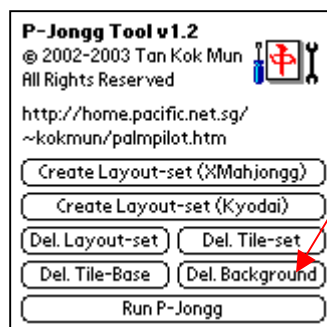 P-Jongg Tool v1.2
© 2002-2003 Tan Kok Mun
All Rights Reserved
http://home.pacific.net.sg/
~kokmun/palmpilot.htm
Create Layout-set (XMahjongg)
Create Layout-set (Kyodai)
Del. Layout-set Del. Tile-set
Del. Tile-Base Del. Background
Run P-Jongg